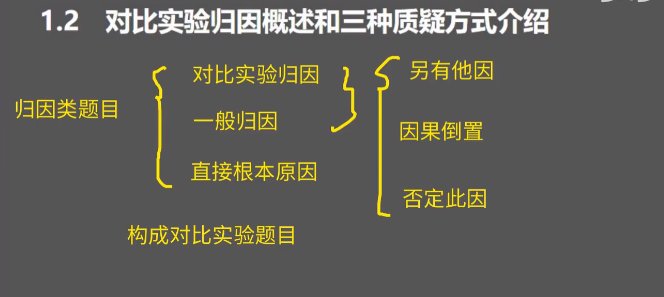 1.2 对比实验归因概述和三种质疑方式介绍
对比实验归因
另有他因
归因类题目
一般归因
因果倒置
直接根本原因
否定此因
构成对比实验题目